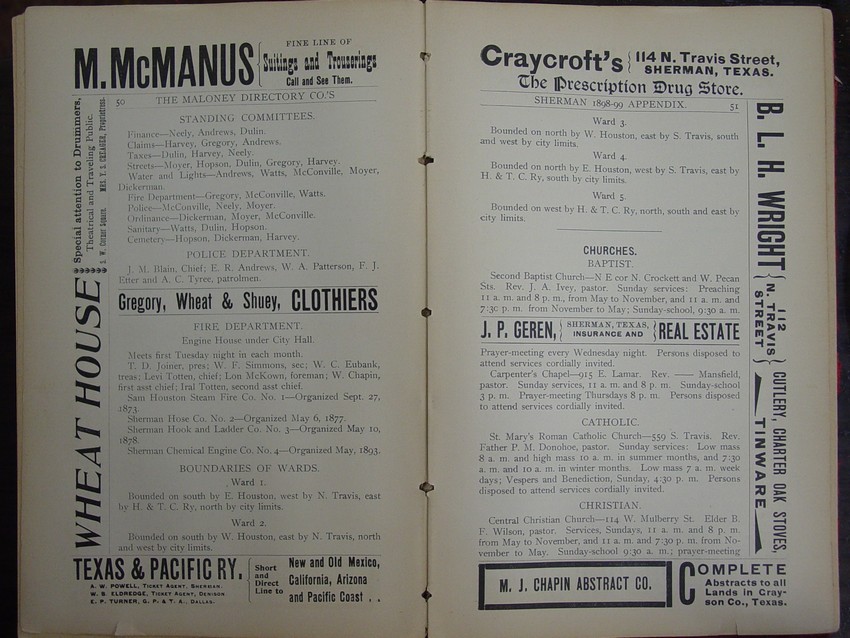 M. McMANUS
FINE LINE OF
Suitings and Trouserings
Call and See Them.
50 THE MALONEY DIRECTORY CO.'S
WHEAT HOUSE
Special attention to Drummers,
Theatrical and Traveling Public.
S. W. Corner Square. MRS. Y. S. CREAGER, Proprietress.
STANDING COMMITTEES.
Finance—Neely, Andrews, Dulin.
Claims—Harvey, Gregory, Andrews.
Taxes—Dulin, Harvey, Neely.
Streets—Moyer, Hopson, Dulin, Gregory, Harvey.
Water and Lights—Andrews, Watts, McConville, Moyer,
Dickerman.
Fire Department—Gregory, McConville, Watts.
Police—McConville, Neely, Moyer.
Ordinance—Dickerman, Moyer, McConville.
Sanitary—Watts, Dulin, Hopson.
Cemetery—Hopson, Dickerman, Harvey.
POLICE DEPARTMENT.
J. M. Blain, Chief; E. R. Andrews, W. A. Patterson, F. J.
Etter and A. C. Tyree, patrolmen.
Gregory, Wheat & Shuey, CLOTHIERS
FIRE DEPARTMENT.
Engine House under City Hall.
Meets first Tuesday night in each month.
T. D. Joiner, pres; W. F. Simmons, sec; W. C. Eubank,
treas; Levi Totten, chief; Lon McKown, foreman; W. Chapin,
first asst chief; Iral Totten, second asst chief.
Sam Houston Steam Fire Co. No. 1—Organized Sept. 27,
1873.
Sherman Hose Co. No. 2—Organized May 6, 1877.
Sherman Hook and Ladder Co. No. 3—Organized May 10,
1878.
Sherman Chemical Engine Co. No. 4—Organized May, 1893.
BOUNDARIES OF WARDS.
Ward 1.
Bounded on south by E. Houston, west by N. Travis, east
by H. & T. C. Ry, north by city limits.
Ward 2.
Bounded on south by W. Houston, east by N. Travis, north
and west by city limits.
TEXAS & PACIFIC RY.
A. W. POWELL, TICKET AGENT, SHERMAN.
W. S. ELDREDGE, TICKET AGENT, DENISON
E. P. TURNER, G. P. & T. A., DALLAS.
Short
and
Direct
Line to
New and Old Mexico,
California, Arizona
and Pacific Coast . .
Craycroft's
114 N. Travis Street,
SHERMAN, TEXAS.
The Prescription Drug Store.
SHERMAN 1898-99 APPENDIX. 51
Ward 3.
Bounded on north by W. Houston, east by S. Travis, south
and west by city limits.
Ward 4.
Bounded on north by E. Houston, west by S. Travis, east by
H. & T. C. Ry, south by city limits.
Ward 5.
Bounded on west by H. & T. C. Ry, north, south and east by
city limits.
CHURCHES.
BAPTIST.
Second Baptist Church—N E cor N. Crockett and W. Pecan
Sts. Rev. J. A. Ivey, pastor. Sunday services: Preaching
11 a. m. and 8 p. m., from May to November, and 11 a. m. and
7:30 p. m. from November to May; Sunday-school, 9:30 a. m.
J. P. GEREN,
SHERMAN, TEXAS,
INSURANCE AND
REAL ESTATE
Prayer-meeting every Wednesday night. Persons disposed to
attend services cordially invited.
Carpenter's Chapel—915 E. Lamar. Rev. —— Mansfield,
pastor. Sunday services, 11 a. m. and 8 p. m. Sunday-school
3 p. m. Prayer-meeting Thursdays 8 p. m. Persons disposed
to attend services cordially invited.
CATHOLIC.
St. Mary's Roman Catholic Church—559 S. Travis. Rev.
Father P. M. Donohoe, pastor. Sunday services: Low mass
8 a. m. and high mass 10 a. m. in summer months, and 7:30
a. m. and 10 a. m. in winter months. Low mass 7 a. m. week
days; Vespers and Benediction, Sunday, 4:30 p. m. Persons
disposed to attend services cordially invited.
CHRISTIAN.
Central Christian Church—114 W. Mulberry St. Elder B.
F. Wilson, pastor. Services, Sundays, 11 a. m. and 8 p. m.
from May to November, and 11 a. m. and 7:30 p. m. from No-
vember to May. Sunday-school 9:30 a. m.; prayer-meeting
B. L. H. WRIGHT
112
N. TRAVIS
STREET
CUTLERY, CHARTER OAK STOVES,
TINWARE
M. J. CHAPIN ABSTRACT CO.
COMPLETE
Abstracts to all
Lands in Gray-
son Co., Texas.